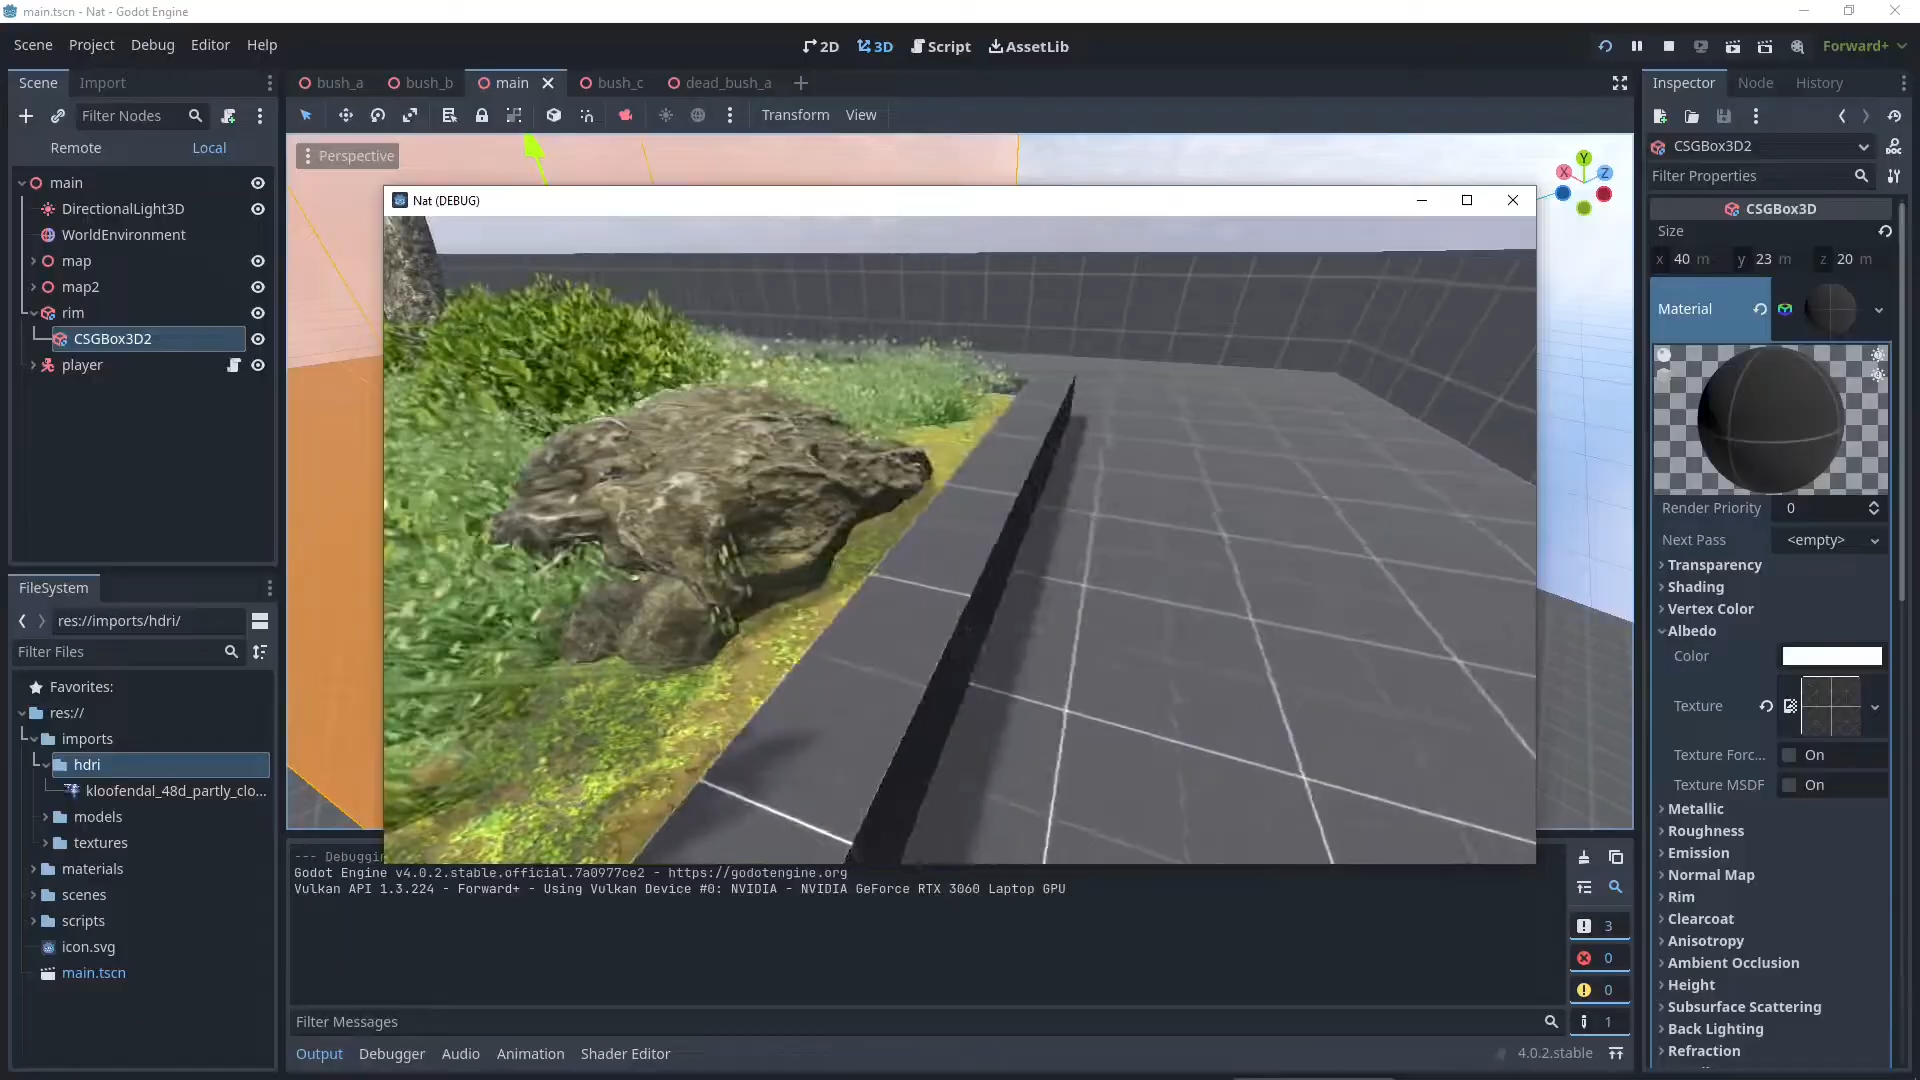 main.tscn - Nat - Godot Engine
Scene Project Debug Editor Help
2D 3D Script AssetLib
Forward+
Scene Import
bush_a bush_b main bush_c dead_bush_a
Inspector Node History
Filter Nodes
Transform View
Remote Local
Perspective
Y
X
Z
CSGBox3D2
Filter Properties
main
DirectionalLight3D
WorldEnvironment
map
map2
rim
CSGBox3D2
player
Nat (DEBUG)
CSGBox3D
Size
x 40 m y 23 m z 20 m
Material
Render Priority 0
Next Pass <empty>
Transparency
Shading
Vertex Color
Albedo
Color
Texture
Texture Forc... On
Texture MSDF On
Metallic
Roughness
Emission
Normal Map
Rim
Clearcoat
Anisotropy
Ambient Occlusion
Height
Subsurface Scattering
Back Lighting
Refraction
FileSystem
res://imports/hdri/
Filter Files
Favorites:
res://
imports
hdri
kloofendal_48d_partly_clo...
models
textures
materials
scenes
scripts
icon.svg
main.tscn
--- Debuggi
Godot Engine v4.0.2.stable.official.7a0977ce2 - https://godotengine.org
Vulkan API 1.3.224 - Forward+ - Using Vulkan Device #0: NVIDIA - NVIDIA GeForce RTX 3060 Laptop GPU
3
0
0
1
Filter Messages
Output Debugger Audio Animation Shader Editor
4.0.2.stable